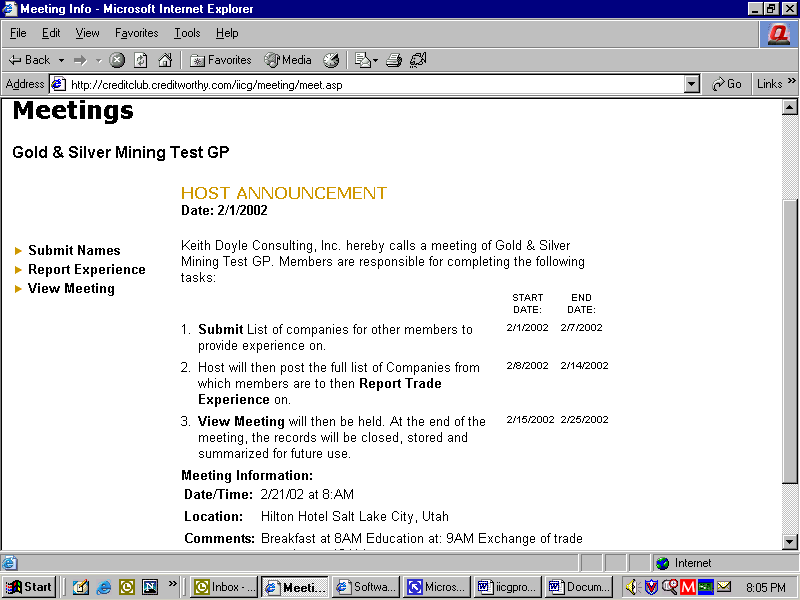 Meeting Info - Microsoft Internet Explorer
File Edit View Favorites Tools Help
Back Favorites Media
Address http://creditclub.creditworthy.com/iicg/meeting/meet.asp Go Links »
Meetings
Gold & Silver Mining Test GP
HOST ANNOUNCEMENT
Date: 2/1/2002
Submit Names
Report Experience
View Meeting
Keith Doyle Consulting, Inc. hereby calls a meeting of Gold & Silver
Mining Test GP. Members are responsible for completing the following
tasks:
START DATE: END DATE:
1. Submit List of companies for other members to 2/1/2002 2/7/2002
provide experience on.
2. Host will then post the full list of Companies from 2/8/2002 2/14/2002
which members are to then Report Trade
Experience on.
3. View Meeting will then be held. At the end of the 2/15/2002 2/25/2002
meeting, the records will be closed, stored and
summarized for future use.
Meeting Information:
Date/Time: 2/21/02 at 8:AM
Location: Hilton Hotel Salt Lake City, Utah
Comments: Breakfast at 8AM Education at: 9AM Exchange of trade
Internet
Start » Inbox - ... Meeti... Softwa... Micros... iicgpro... Docum... 8:05 PM